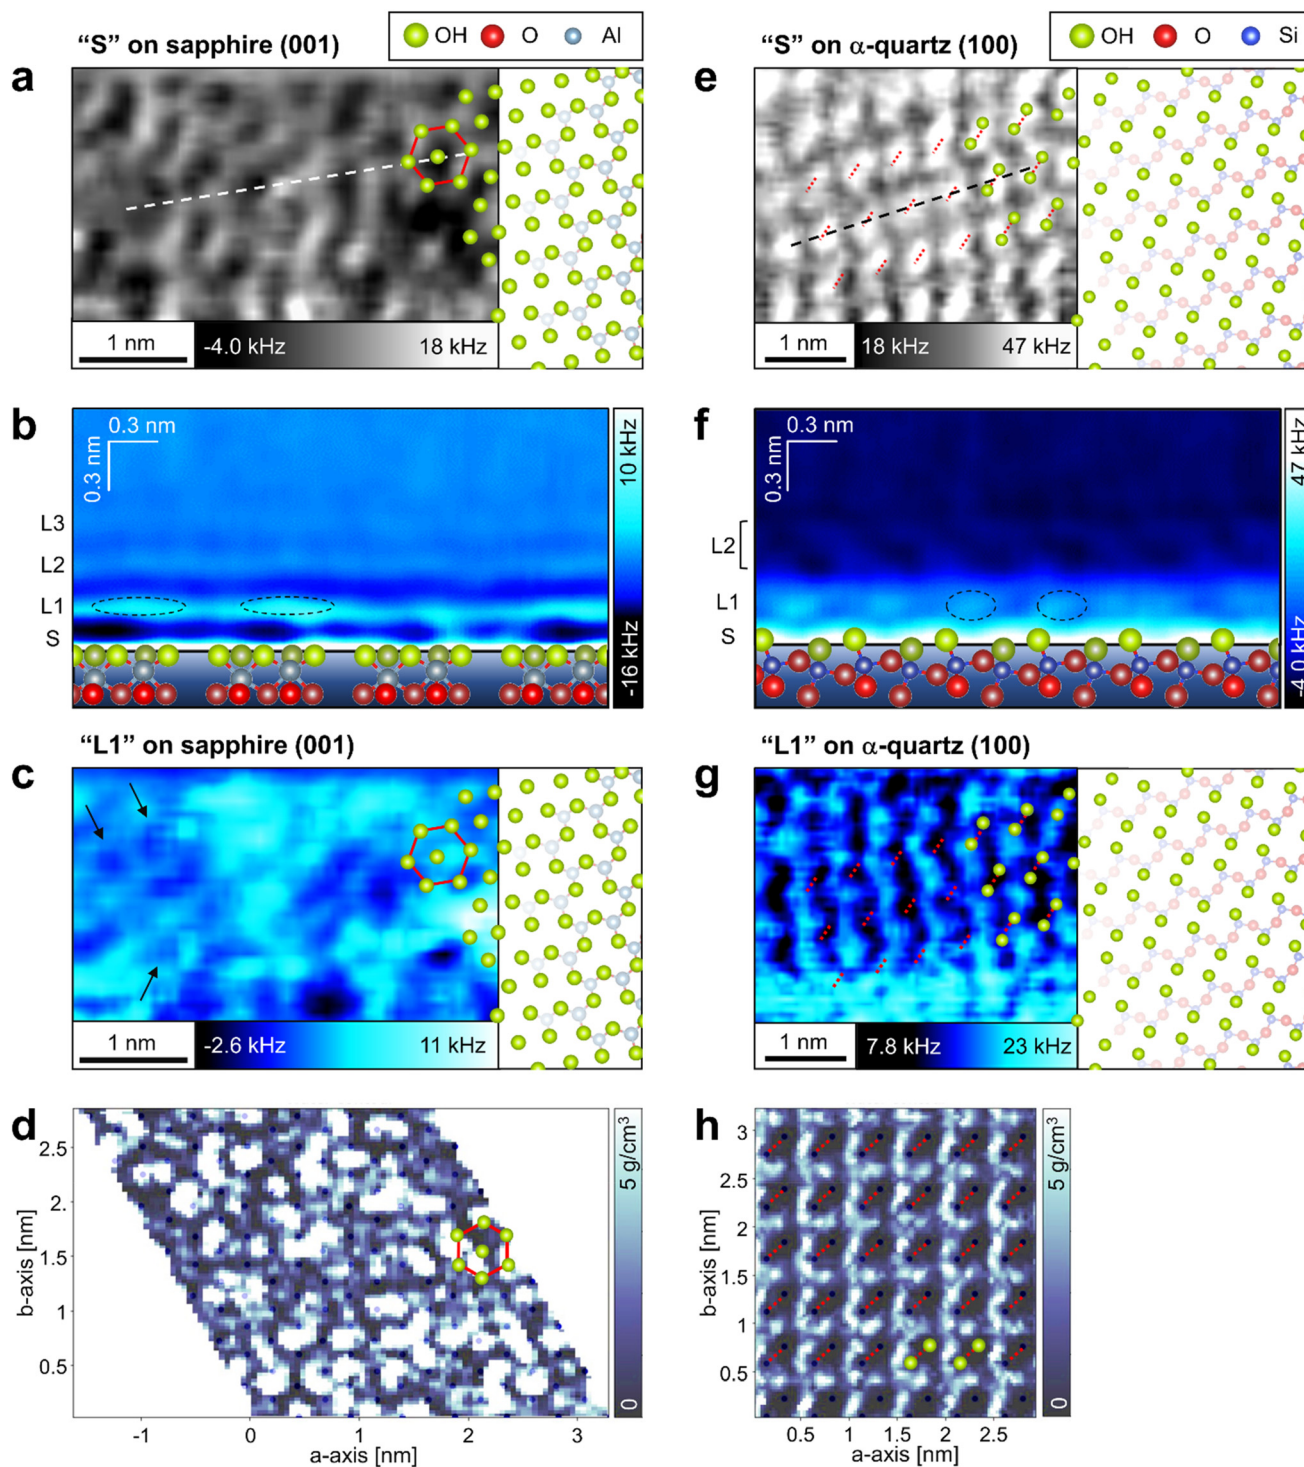 "S" on sapphire (001)
OH O Al
a
1 nm
-4.0 kHz 18 kHz
b
0.3 nm
0.3 nm
L3
L2
L1
S
10 kHz
-16 kHz
"L1" on sapphire (001)
c
1 nm
-2.6 kHz 11 kHz
d
2.5
2
1.5
1
0.5
b-axis [nm]
-1 0 1 2 3
a-axis [nm]
5 g/cm³
0
"S" on α-quartz (100)
OH O Si
e
1 nm
18 kHz 47 kHz
f
0.3 nm
0.3 nm
L2
L1
S
47 kHz
-4.0 kHz
"L1" on α-quartz (100)
g
1 nm
7.8 kHz 23 kHz
h
3
2.5
2
1.5
1
0.5
b-axis [nm]
0.5 1 1.5 2 2.5
a-axis [nm]
5 g/cm³
0